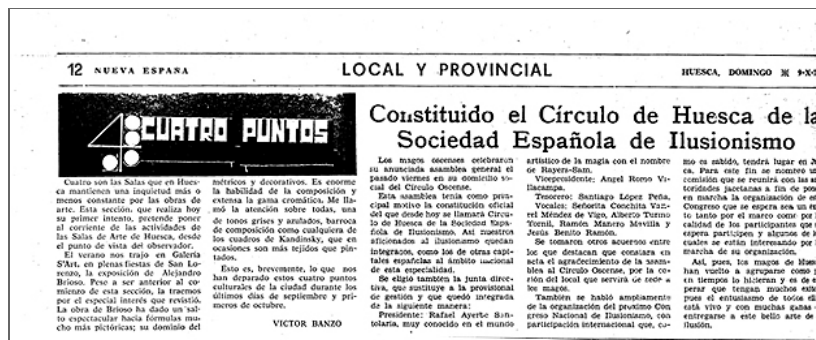 12 NUEVA ESPAÑA
LOCAL Y PROVINCIAL
HUESCA, DOMINGO
4 CUATRO PUNTOS
Cuatro son las Salas que en Hues-
ca mantienen una inquietud más o
menos constante por las obras de
arte. Esta sección, que realiza hoy
su primer intento, pretende poner
al corriente de las actividades de
las Salas de Arte de Huesca, desde
el punto de vista del observador.
El verano nos trajo en Galería
S'Art, en plenas fiestas de San Lo-
renzo, la exposición de Alejandro
Brioso. Pese a ser anterior al co-
mienzo de esta sección, la traemos
por el especial interés que revistió.
La obra de Brioso ha dado un sal-
to espectacular hacia fórmulas mu-
cho más pictóricas; su dominio del
métricos y decorativos. Es enorme
la habilidad de la composición y
extensa la gama cromática. Me lla-
mó la atención sobre todas, una
de tonos grises y azulados, barroca
de composición como cualquiera de
los cuadros de Kandinsky, que en
ocasiones son más tejidos que pin-
tados.
Esto es, brevemente, lo que nos
han deparado estos cuatro puntos
culturales de la ciudad durante los
últimos días de septiembre y pri-
meros de octubre.
VICTOR BANZO
Constituido el Círculo de Huesca de la
Sociedad Española de Ilusionismo
Los magos oscenses celebraron
su anunciada asamblea general el
pasado viernes en su domicilio so-
cial del Círculo Oscense.
Esta asamblea tenía como prin-
cipal motivo la constitución oficial
del que desde hoy se llamará Círcu-
lo de Huesca de la Sociedad Espa-
ñola de Ilusionismo. Así nuestros
aficionados al ilusionismo quedan
integrados, como los de otras capi-
tales españolas al ámbito nacional
de esta especialidad.
Se eligió también la junta direc-
tiva, que sustituye a la provisional
de gestión y que quedó integrada
de la siguiente manera:
Presidente: Rafael Ayerbe San-
tolaria, muy conocido en el mundo
artístico de la magia con el nombre
de Rayers-Sam.
Vicepresidente: Angel Romo Vi-
llacampa.
Tesorero: Santiago López Peña,
Vocales: Señorita Conchita Van-
rel Méndez de Vigo, Alberto Turmo
Tornil, Ramón Manero Mavilla y
Jesús Benito Ramón.
Se tomaron otros acuerdos entre
los que destacan que constara en
acta el agradecimiento de la asam-
blea al Círculo Oscense, por la ce-
sión del local que servirá de sede a
los magos.
También se habló ampliamente
de la organización del próximo Con
greso Nacional de Ilusionismo, con
participación internacional que, co-
mo es sabido, tendrá lugar en
ca. Para este fin se nombró
comisión que se reunirá con las
toridades jacetanas a fin de
en marcha la organización de
Congreso que se espera sea un
to tanto por el marco como por
calidad de los participantes que
espera participen y algunos de
cuales se están interesando por
marcha de su organización.
Así, pues, los magos de
han vuelto a agruparse como
en tiempos lo hicieran y es de
perar que tengan muchos
pues el entusiasmo de todos
está vivo y con muchas ganas
entregarse a este bello arte de
ilusión.